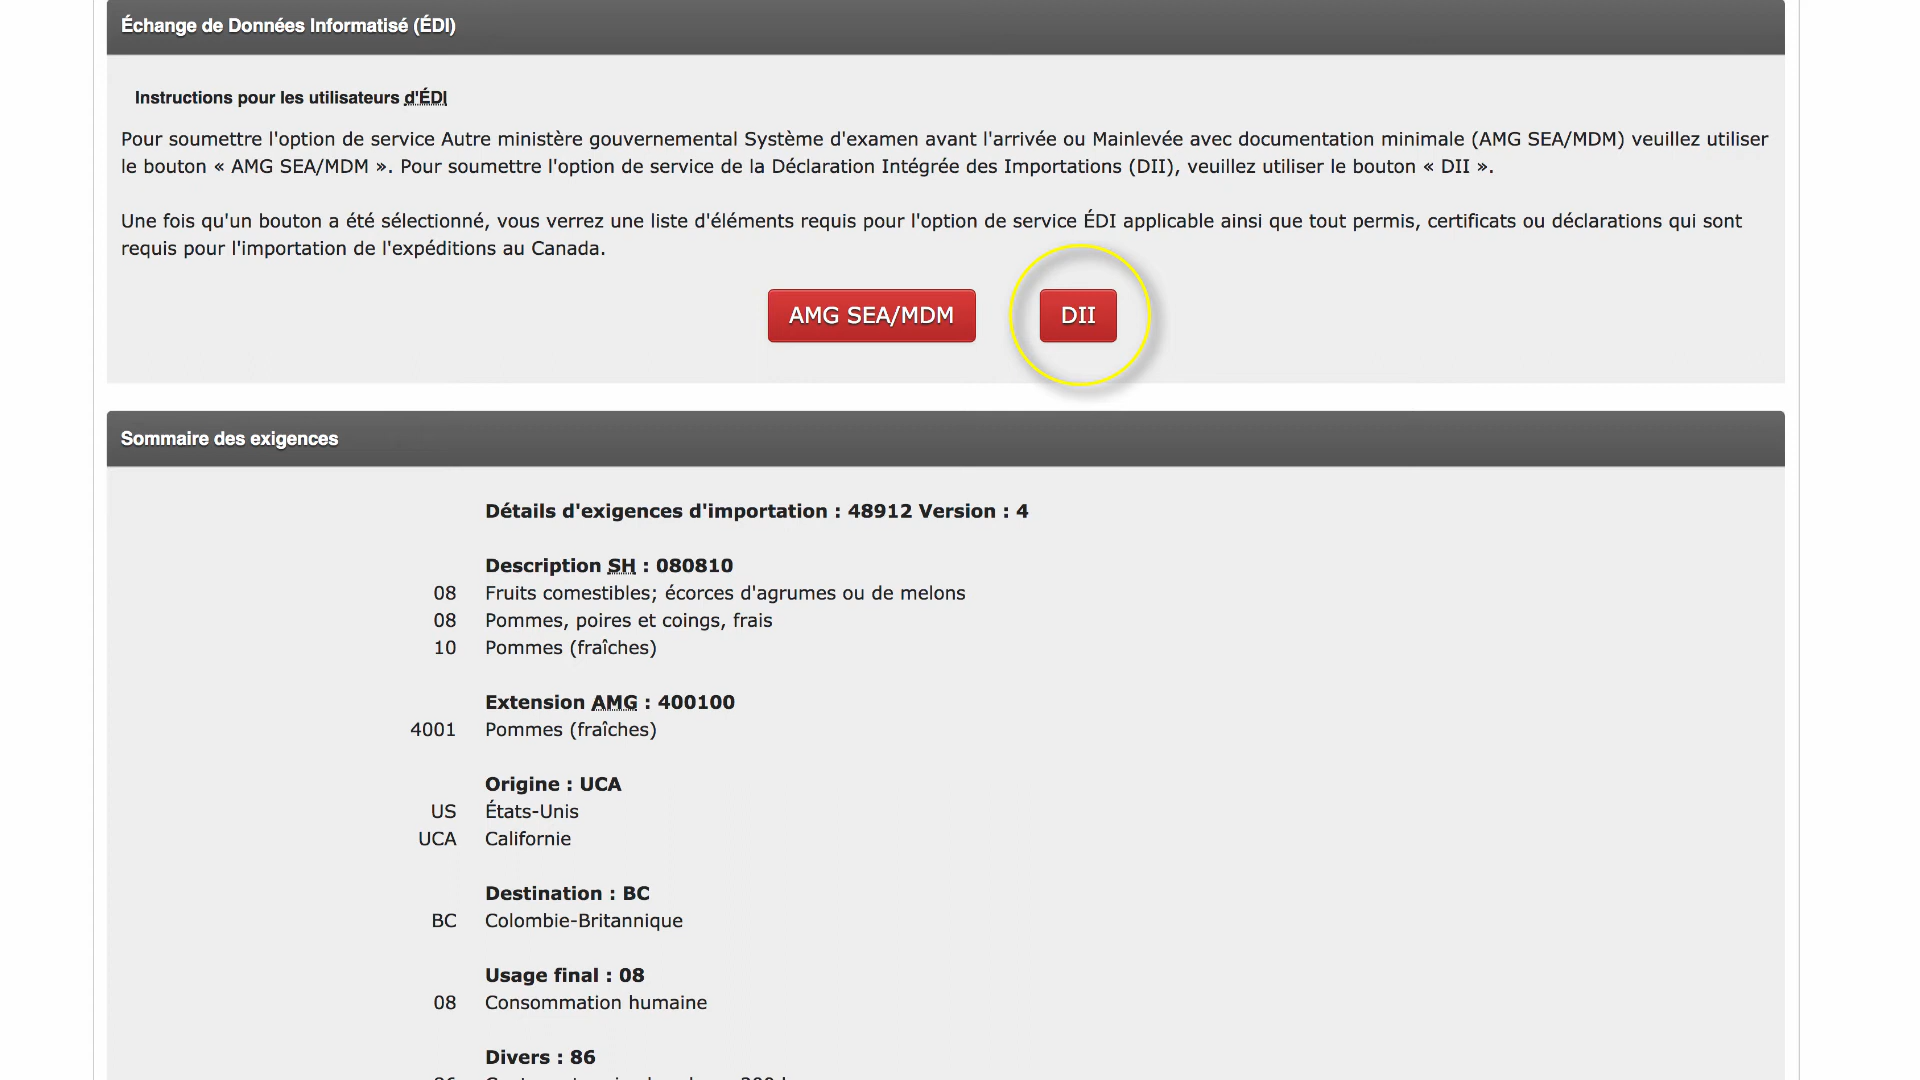 Échange de Données Informatisé (ÉDI)
Instructions pour les utilisateurs d'ÉDI
Pour soumettre l'option de service Autre ministère gouvernemental Système d'examen avant l'arrivée ou Mainlevée avec documentation minimale (AMG SEA/MDM) veuillez utiliser
le bouton « AMG SEA/MDM ». Pour soumettre l'option de service de la Déclaration Intégrée des Importations (DII), veuillez utiliser le bouton « DII ».
Une fois qu'un bouton a été sélectionné, vous verrez une liste d'éléments requis pour l'option de service ÉDI applicable ainsi que tout permis, certificats ou déclarations qui sont
requis pour l'importation de l'expéditions au Canada.
AMG SEA/MDM DII
Sommaire des exigences
Détails d'exigences d'importation : 48912 Version : 4
Description SH : 080810
08 Fruits comestibles; écorces d'agrumes ou de melons
08 Pommes, poires et coings, frais
10 Pommes (fraîches)
Extension AMG : 400100
4001 Pommes (fraîches)
Origine : UCA
US États-Unis
UCA Californie
Destination : BC
BC Colombie-Britannique
Usage final : 08
08 Consommation humaine
Divers : 86